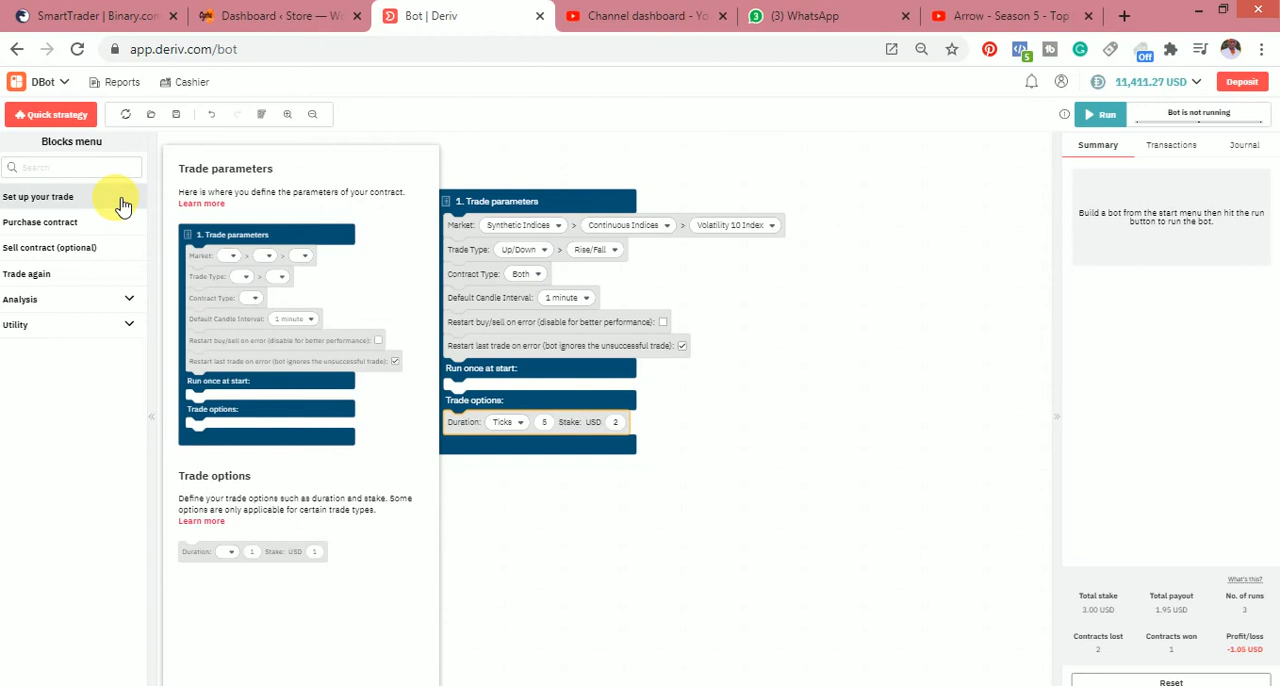 SmartTrader | Binary.com
Dashboard ‹ Store — W
Bot | Deriv
Channel dashboard - Yo
(3) WhatsApp
Arrow - Season 5 - Top
app.deriv.com/bot
5
Off
DBot
Reports
Cashier
11,411.27 USD
Deposit
Quick strategy
Run
Bot is not running
Blocks menu
Search
Set up your trade
Purchase contract
Sell contract (optional)
Trade again
Analysis
Utility
Trade parameters
Here is where you define the parameters of your contract.
Learn more
1. Trade parameters
Market: > >
Trade Type: >
Contract Type:
Default Candle Interval: 1 minute
Restart buy/sell on error (disable for better performance):
Restart last trade on error (bot ignores the unsuccessful trade):
Run once at start:
Trade options:
Trade options
Define your trade options such as duration and stake. Some
options are only applicable for certain trade types.
Learn more
Duration: 1 Stake: USD 1
1. Trade parameters
Market: Synthetic Indices > Continuous Indices > Volatility 10 Index
Trade Type: Up/Down > Rise/Fall
Contract Type: Both
Default Candle Interval: 1 minute
Restart buy/sell on error (disable for better performance):
Restart last trade on error (bot ignores the unsuccessful trade):
Run once at start:
Trade options:
Duration: Ticks 5 Stake: USD 2
Summary
Transactions
Journal
Build a bot from the start menu then hit the run
button to run the bot.
What's this?
Total stake
Total payout
No. of runs
3.00 USD
1.95 USD
3
Contracts lost
Contracts won
Profit/loss
2
1
-1.05 USD
Reset